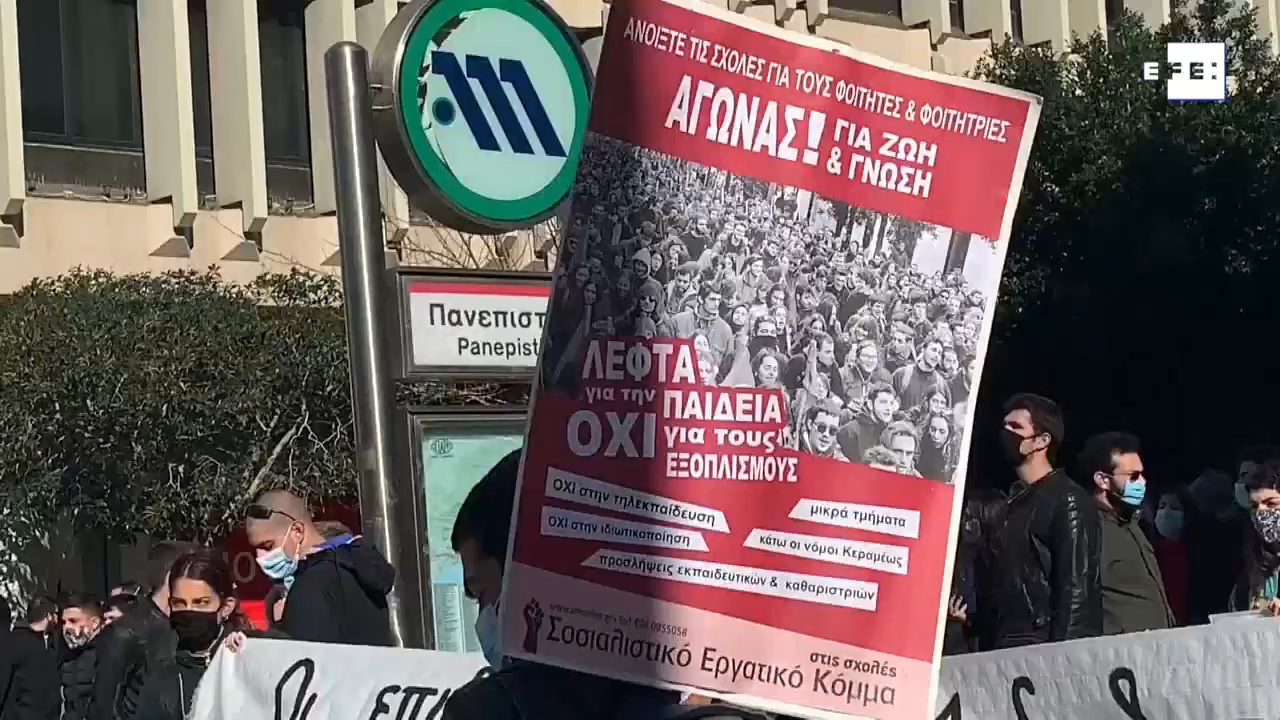 ΑΝΟΙΞΤΕ ΤΙΣ ΣΧΟΛΕΣ ΓΙΑ ΤΟΥΣ ΦΟΙΤΗΤΕΣ & ΦΟΙΤΗΤΡΙΕΣ
ΑΓΩΝΑΣ! ΓΙΑ ΖΩΗ
& ΓΝΩΣΗ
EFE:
Πανεπιστ
Panepist
ΛΕΦΤΑ
για την ΠΑΙΔΕΙΑ
ΟΧΙ για τους
ΕΞΟΠΛΙΣΜΟΥΣ
ΟΧΙ στην τηλεκπαίδευση
μικρά τμήματα
ΟΧΙ στην ιδιωτικοποίηση
κάτω οι νόμοι Κεραμέως
προσλήψεις εκπαιδευτικών & καθαριστριών
Σοσιαλιστικό Εργατικό Κόμμα
στις σχολές
ΕΠΙ